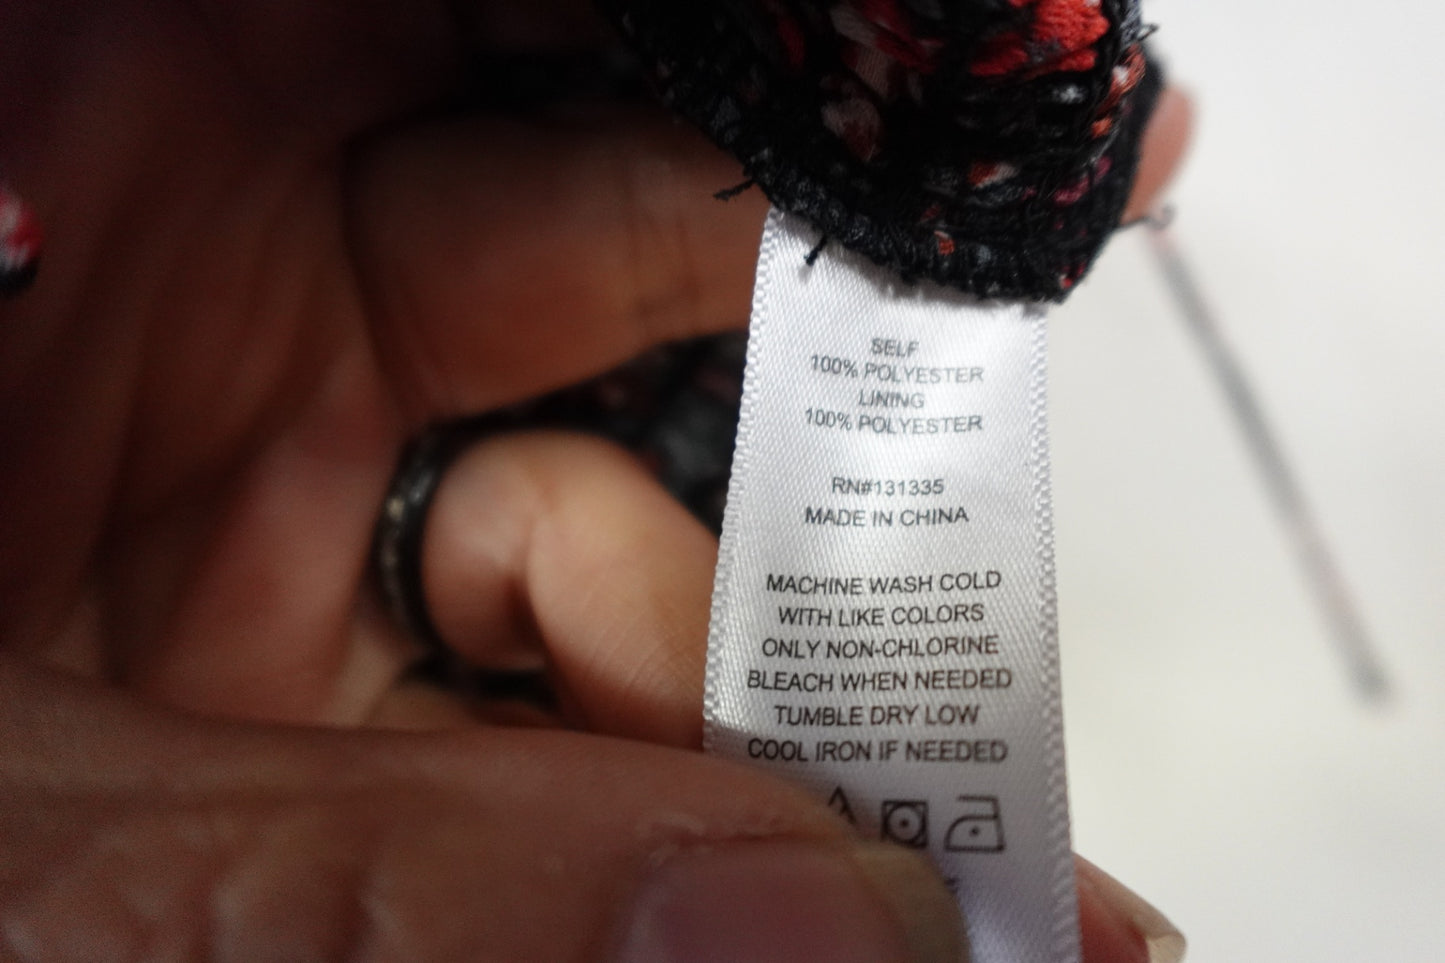 SELF
100% POLYESTER
LINING
100% POLYESTER
RN#131335
MADE IN CHINA
MACHINE WASH COLD
WITH LIKE COLORS
ONLY NON-CHLORINE
BLEACH WHEN NEEDED
TUMBLE DRY LOW
COOL IRON IF NEEDED